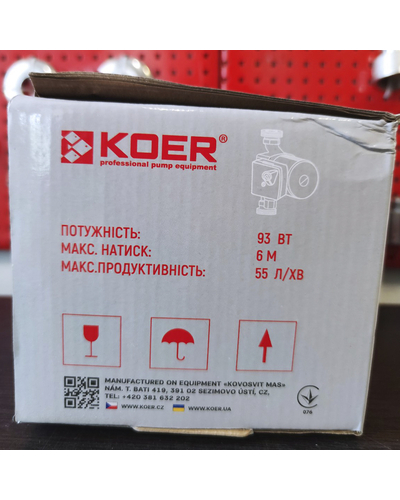 KOER®
professional pump equipment
ПОТУЖНІСТЬ: 93 ВТ
МАКС. НАТИСК: 6 М
МАКС.ПРОДУКТИВНІСТЬ: 55 Л/ХВ
MANUFACTURED ON EQUIPMENT «KOVOSVIT MAS»
NÁM. T. BATI 419, 391 02 SEZIMOVO ÚSTÍ, CZ,
TEL: +420 381 632 202
WWW.KOER.CZ WWW.KOER.UA
076